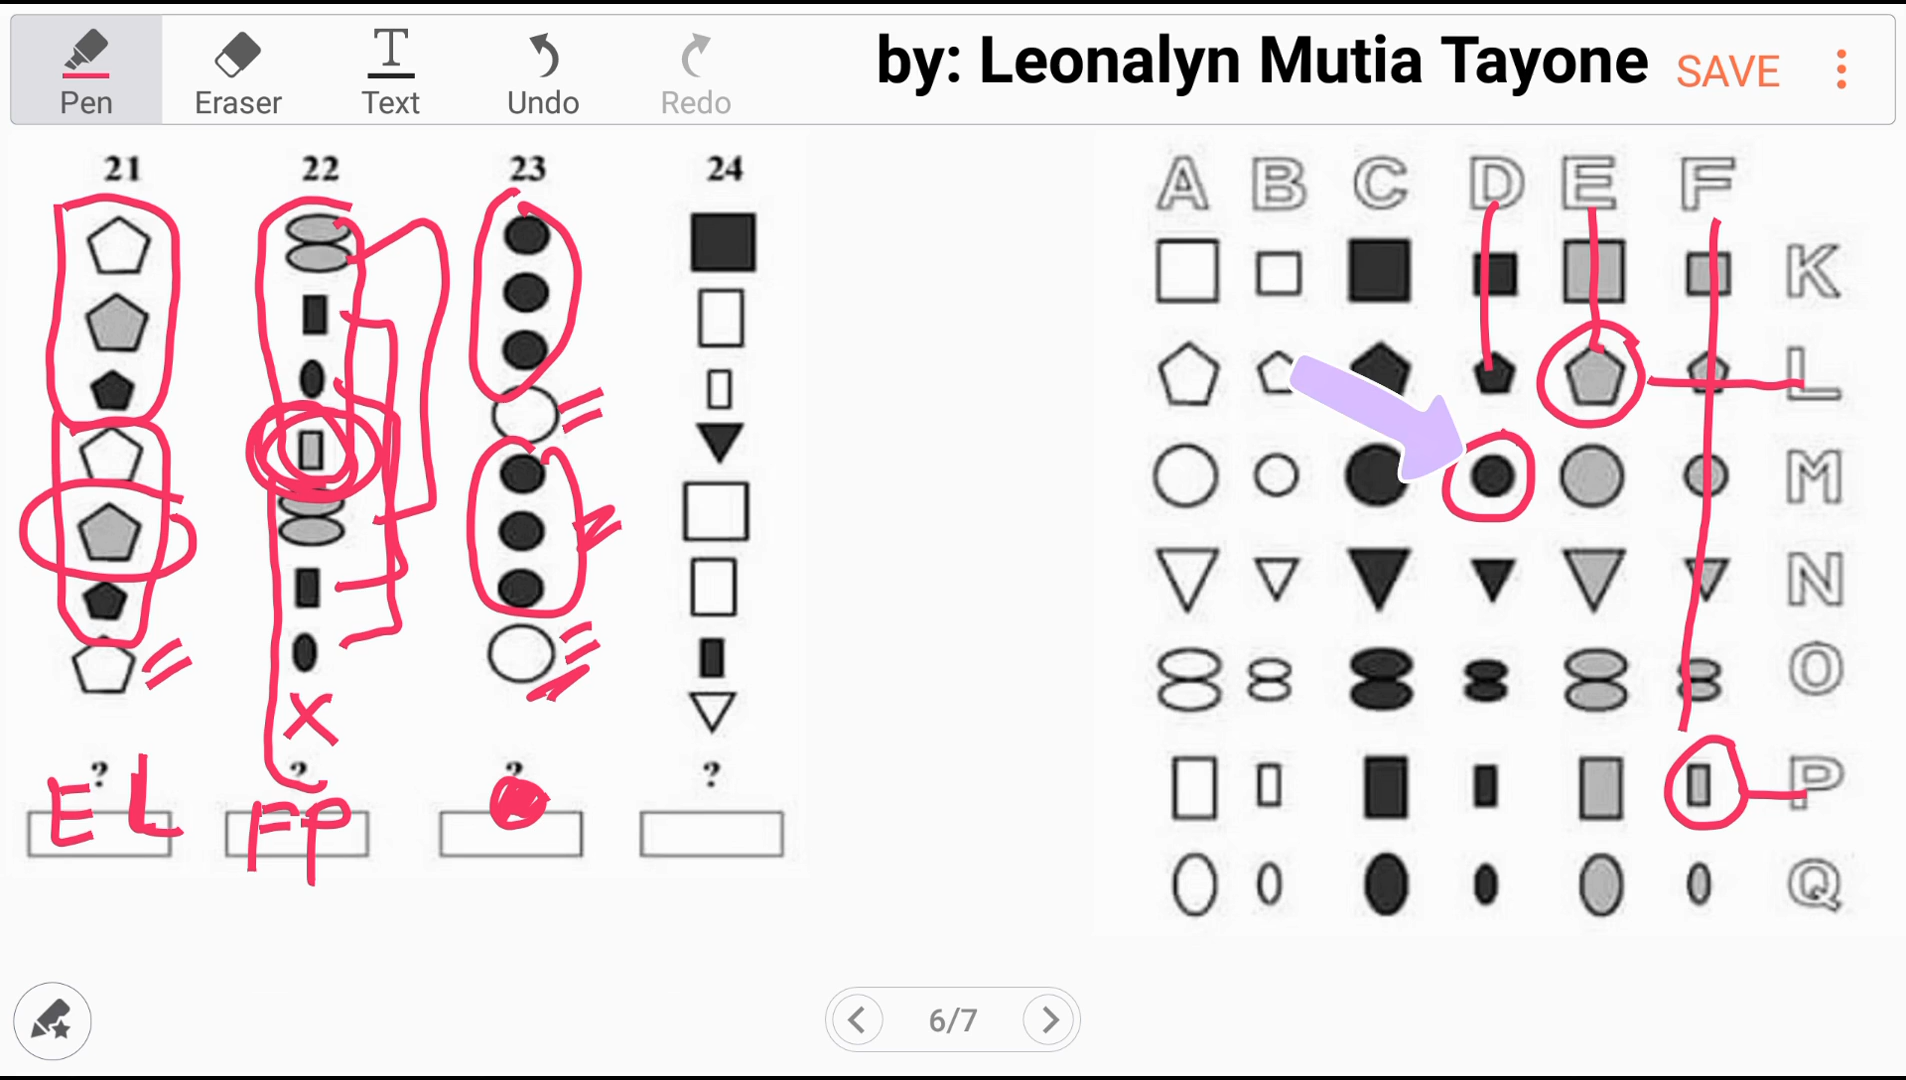 by: Leonalyn Mutia Tayone
SAVE
Pen
Eraser
Text
Undo
Redo
21
22
23
24
A B C D E F
K
L
M
N
O
P
Q
X
? ? ? ?
EL
FP
6/7